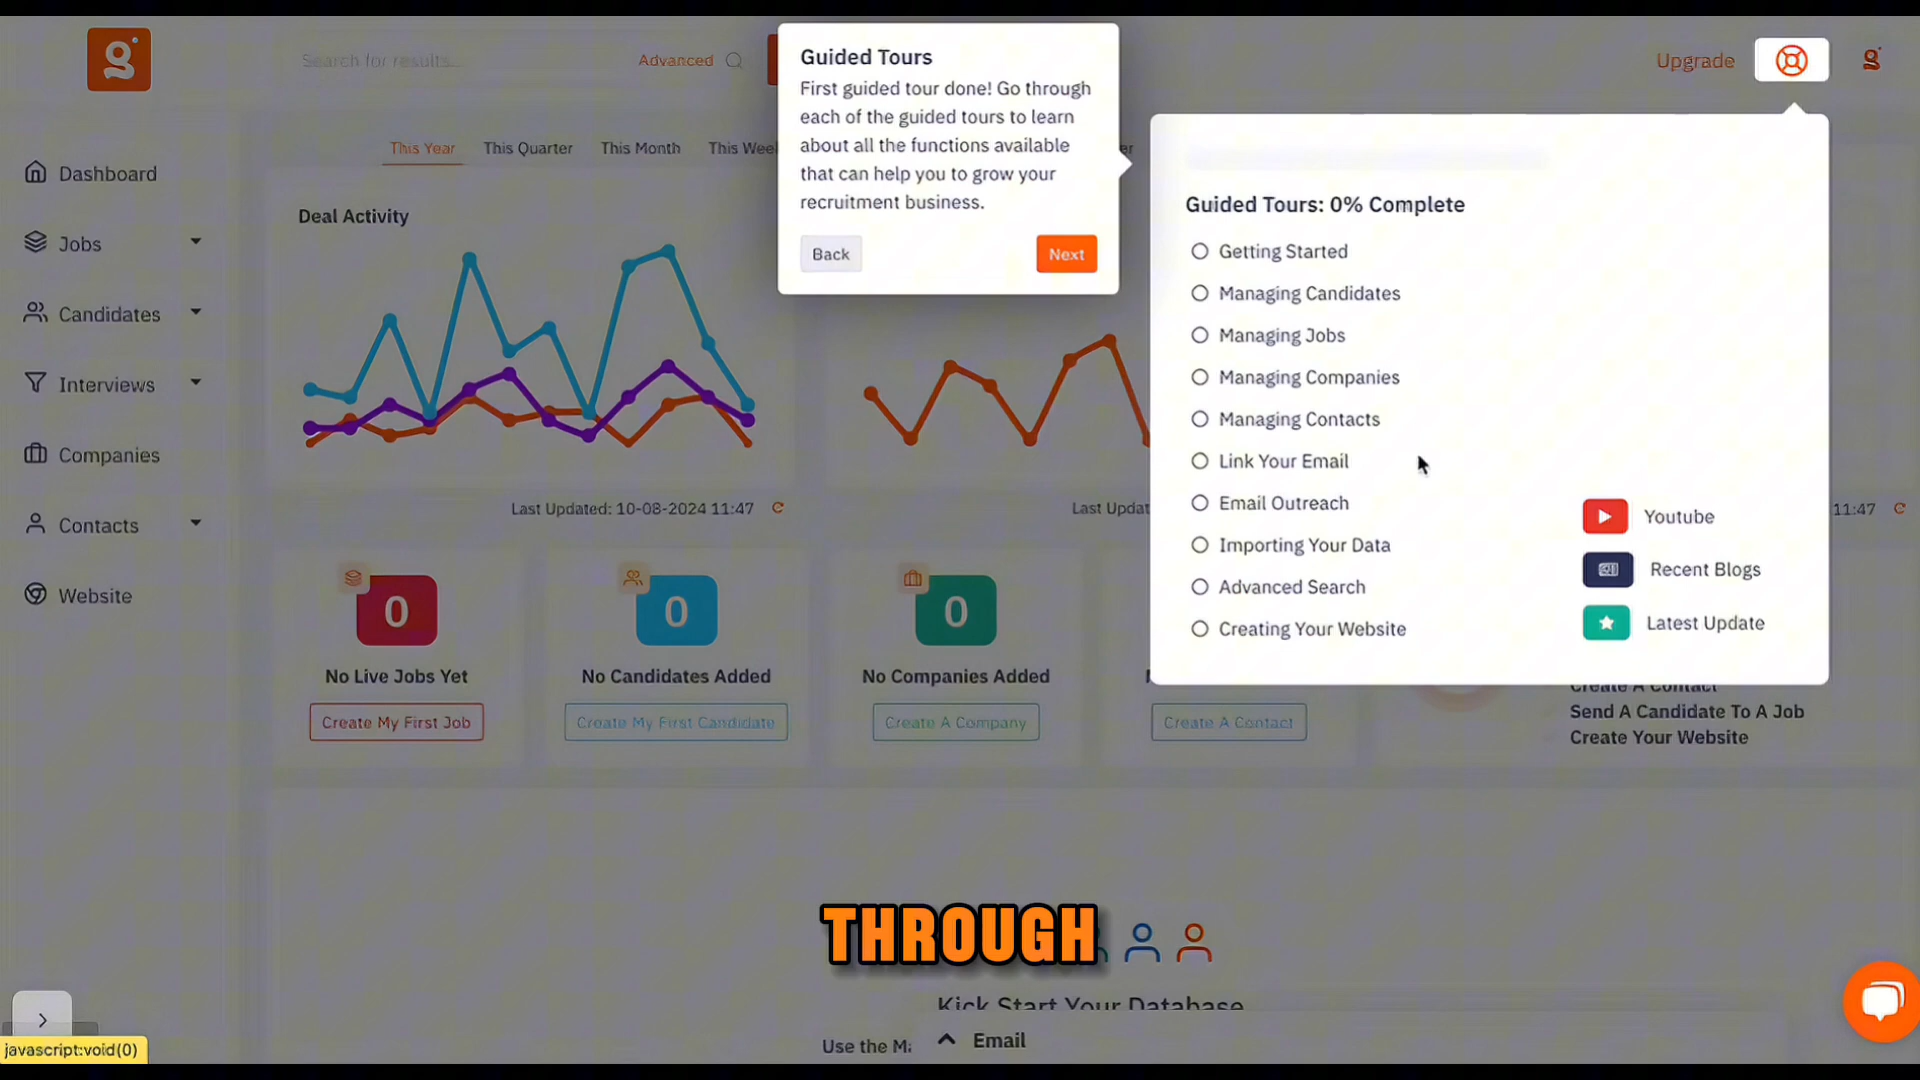 g
Search for results...
Advanced
Upgrade
g
Guided Tours
First guided tour done! Go through
each of the guided tours to learn
about all the functions available
that can help you to grow your
recruitment business.
Back
Next
Dashboard
Jobs
Candidates
Interviews
Companies
Contacts
Website
This Year
This Quarter
This Month
Deal Activity
Last Updated: 10-08-2024 11:47
11:47
Guided Tours: 0% Complete
Getting Started
Managing Candidates
Managing Jobs
Managing Companies
Managing Contacts
Link Your Email
Email Outreach
Importing Your Data
Advanced Search
Creating Your Website
Youtube
Recent Blogs
Latest Update
0
No Live Jobs Yet
Create My First Job
0
No Candidates Added
Create My First Candidate
0
No Companies Added
Create A Company
Create A Contact
Create A Contact
Send A Candidate To A Job
Create Your Website
THROUGH
Kick Start Your Database
Use the
Email
javascript:void(0)